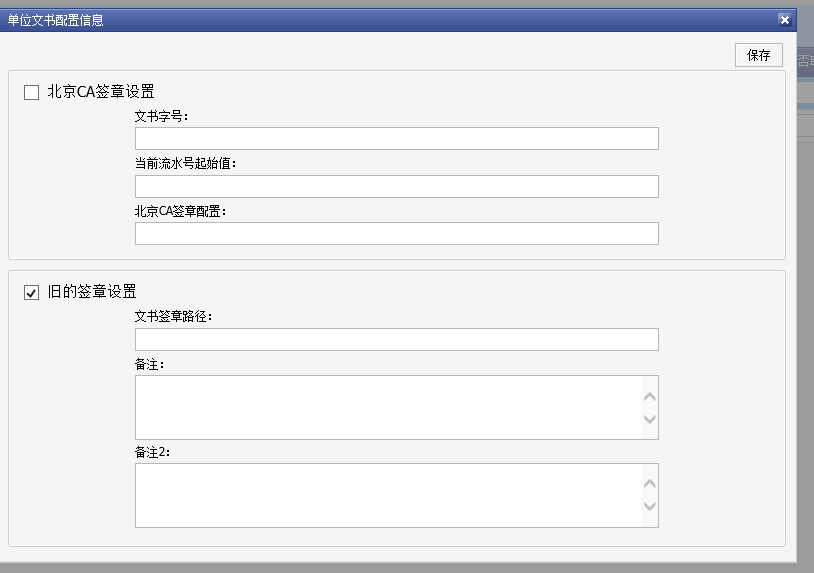 单位文书配置信息
保存
北京CA签章设置
文书字号：
当前流水号起始值：
北京CA签章配置：
旧的签章设置
文书签章路径：
备注：
备注2：